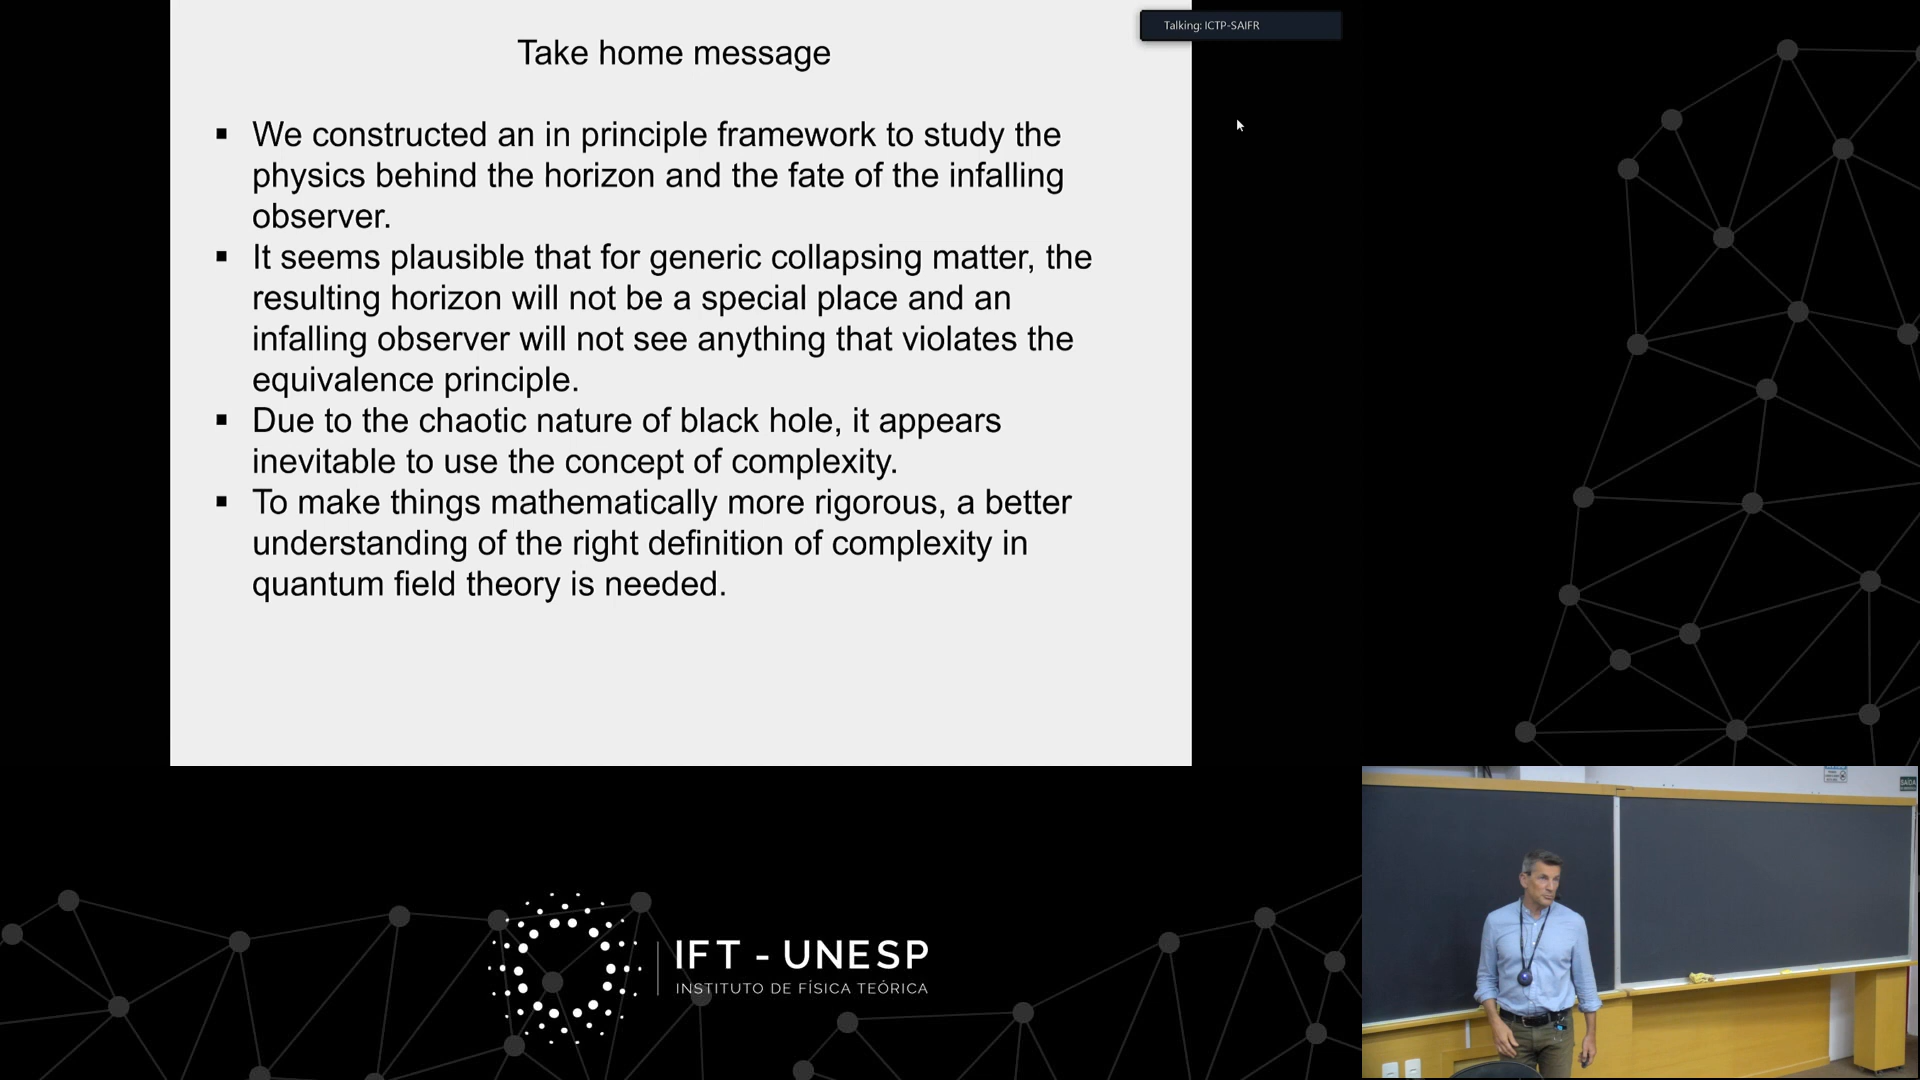 Take home message
▪ We constructed an in principle framework to study the
physics behind the horizon and the fate of the infalling
observer.
▪ It seems plausible that for generic collapsing matter, the
resulting horizon will not be a special place and an
infalling observer will not see anything that violates the
equivalence principle.
▪ Due to the chaotic nature of black hole, it appears
inevitable to use the concept of complexity.
▪ To make things mathematically more rigorous, a better
understanding of the right definition of complexity in
quantum field theory is needed.
Talking: ICTP-SAIFR
IFT - UNESP
INSTITUTO DE FÍSICA TEÓRICA
SAÍDA